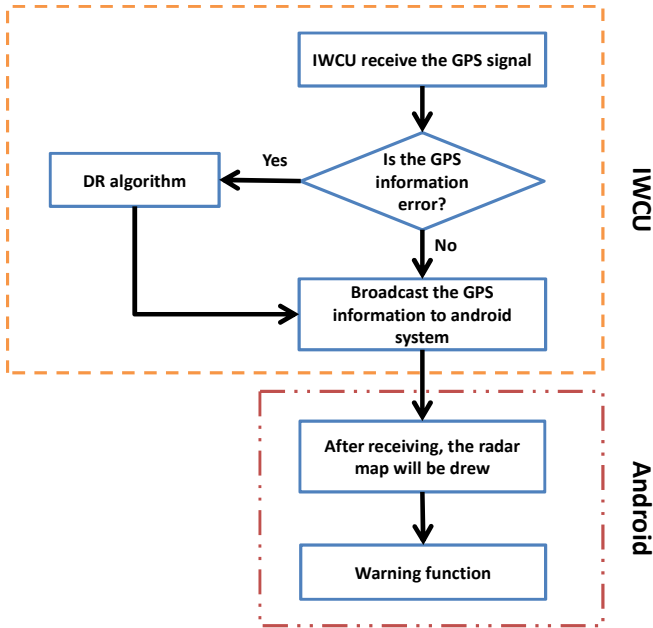 IWCU receive the GPS signal
Is the GPS
information
error?
Yes
DR algorithm
No
Broadcast the GPS
information to android
system
IWCU
After receiving, the radar
map will be drew
Warning function
Android